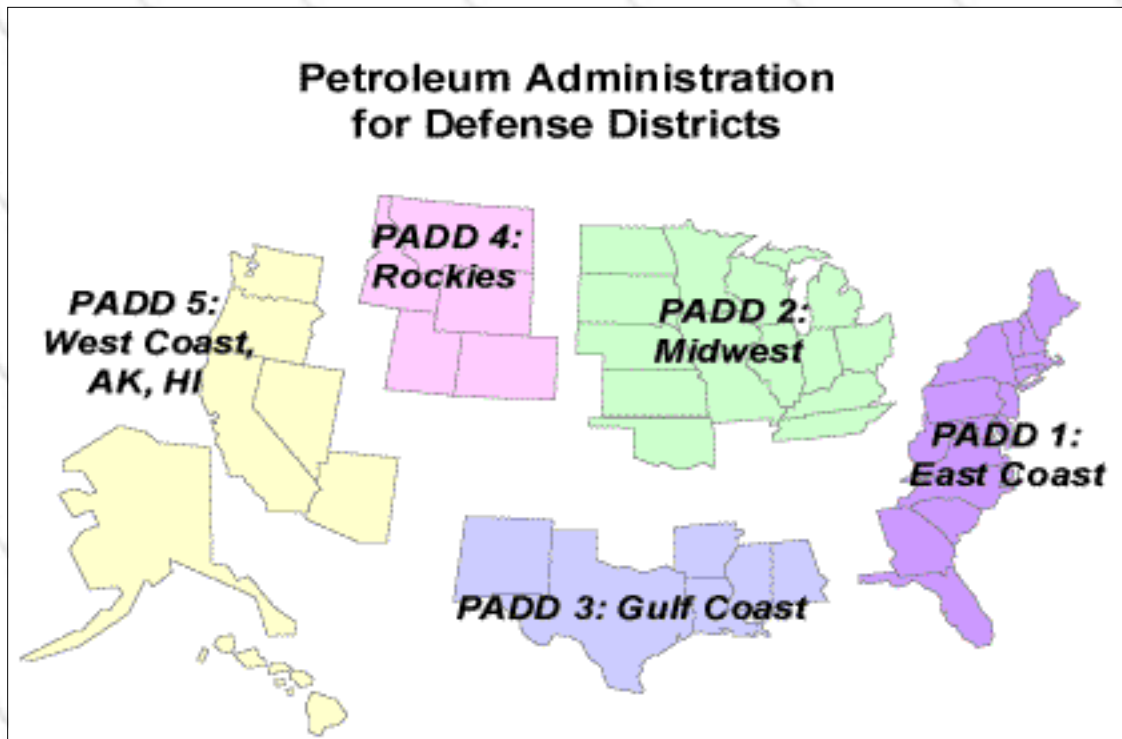 Petroleum Administration
for Defense Districts
PADD 4:
Rockies
PADD 5:
West Coast,
AK, HI
PADD 2:
Midwest
PADD 1:
East Coast
PADD 3: Gulf Coast